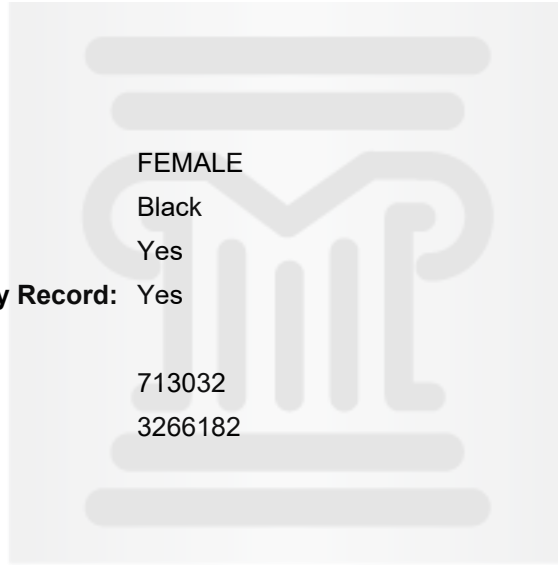 FEMALE
Black
Yes
y Record: Yes
713032
3266182